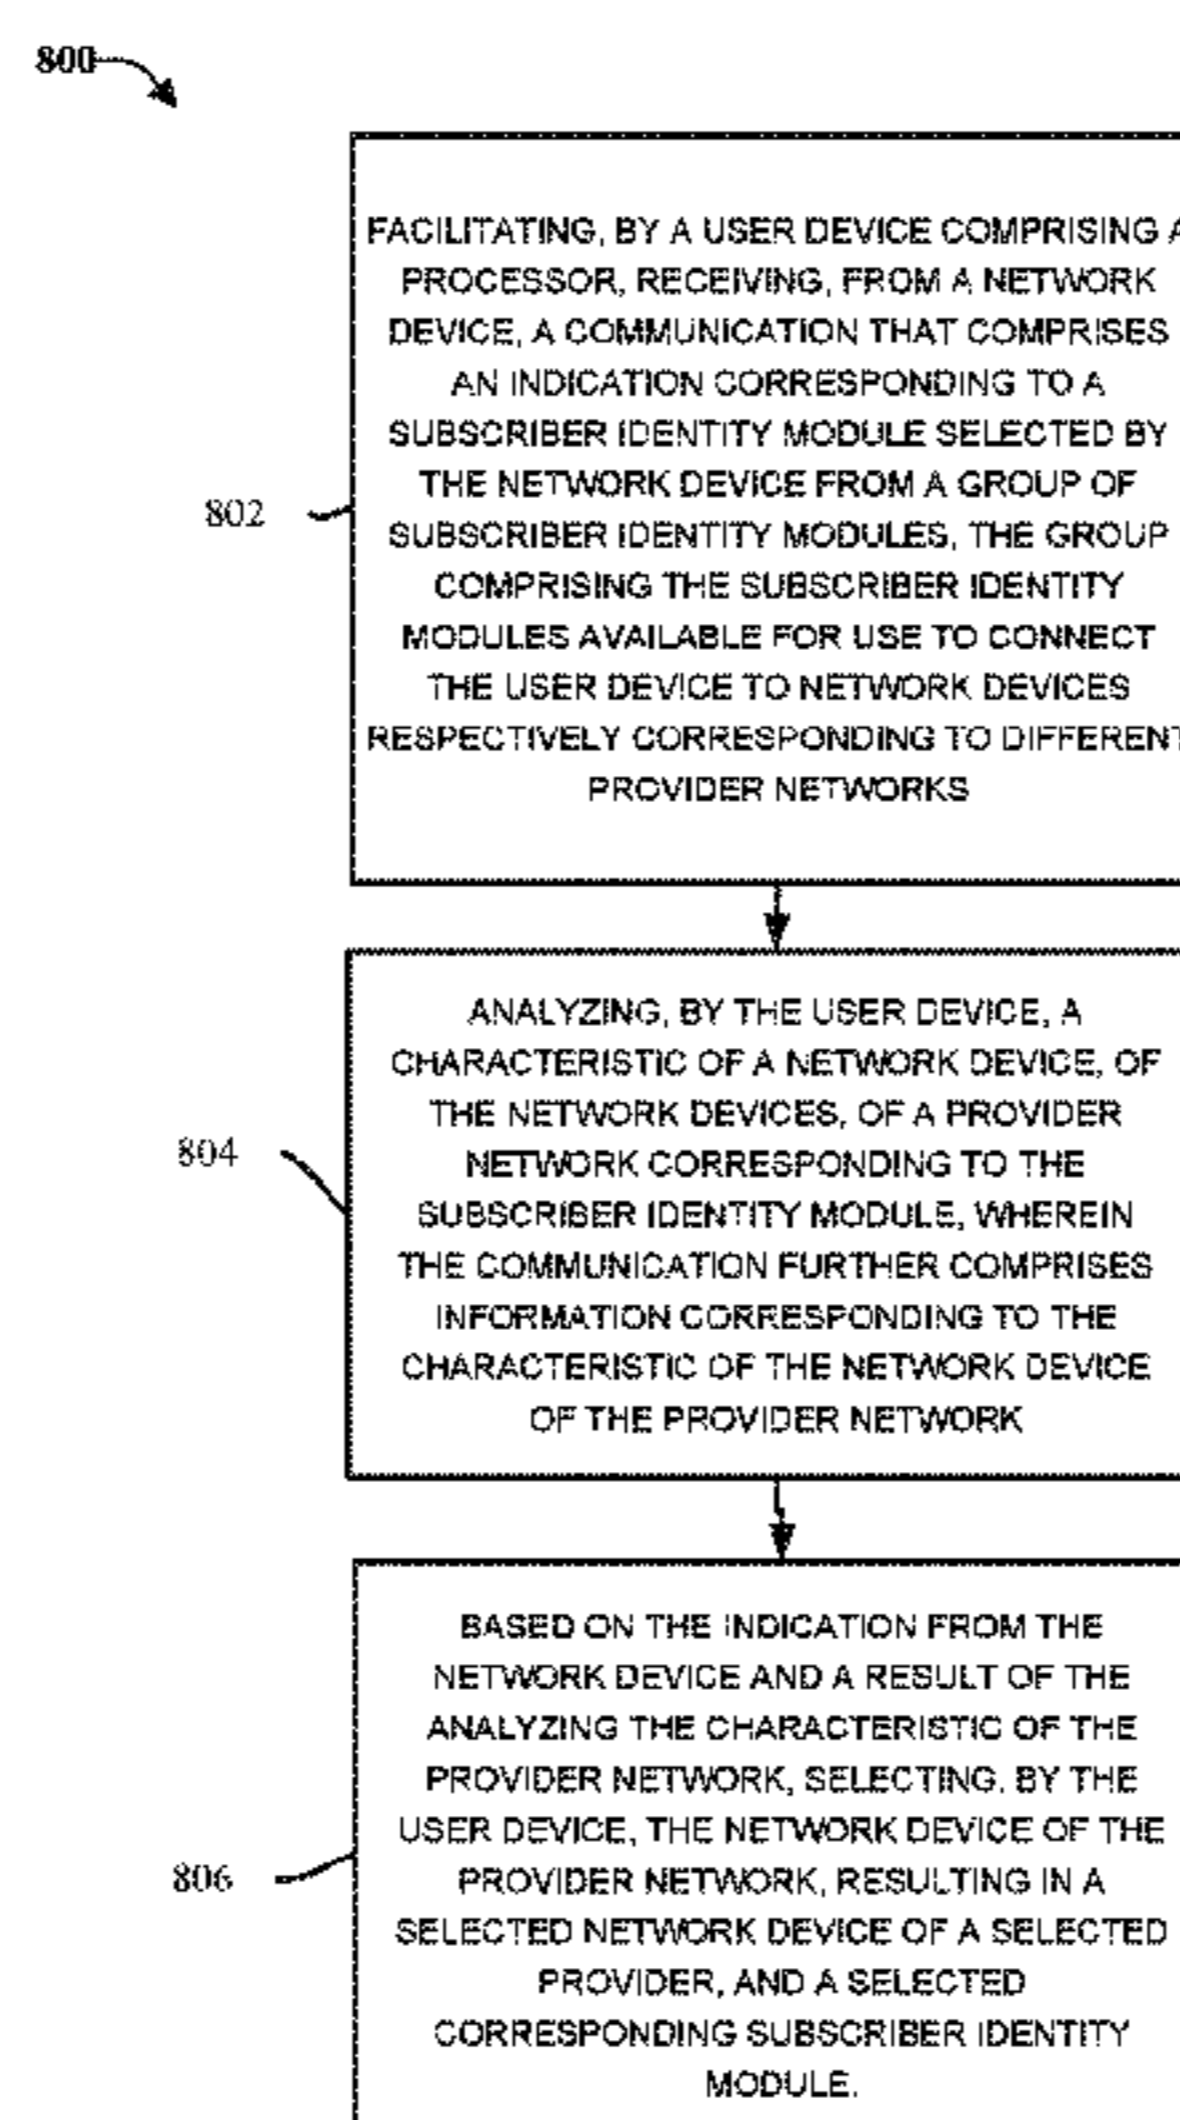 800
FACILITATING, BY A USER DEVICE COMPRISING A
PROCESSOR, RECEIVING, FROM A NETWORK
DEVICE, A COMMUNICATION THAT COMPRISES
AN INDICATION CORRESPONDING TO A
SUBSCRIBER IDENTITY MODULE SELECTED BY
THE NETWORK DEVICE FROM A GROUP OF
SUBSCRIBER IDENTITY MODULES, THE GROUP
COMPRISING THE SUBSCRIBER IDENTITY
MODULES AVAILABLE FOR USE TO CONNECT
THE USER DEVICE TO NETWORK DEVICES
RESPECTIVELY CORRESPONDING TO DIFFERENT
PROVIDER NETWORKS
802
ANALYZING, BY THE USER DEVICE, A
CHARACTERISTIC OF A NETWORK DEVICE, OF
THE NETWORK DEVICES, OF A PROVIDER
NETWORK CORRESPONDING TO THE
SUBSCRIBER IDENTITY MODULE, WHEREIN
THE COMMUNICATION FURTHER COMPRISES
INFORMATION CORRESPONDING TO THE
CHARACTERISTIC OF THE NETWORK DEVICE
OF THE PROVIDER NETWORK
804
BASED ON THE INDICATION FROM THE
NETWORK DEVICE AND A RESULT OF THE
ANALYZING THE CHARACTERISTIC OF THE
PROVIDER NETWORK, SELECTING, BY THE
USER DEVICE, THE NETWORK DEVICE OF THE
PROVIDER NETWORK, RESULTING IN A
SELECTED NETWORK DEVICE OF A SELECTED
PROVIDER, AND A SELECTED
CORRESPONDING SUBSCRIBER IDENTITY
MODULE.
806